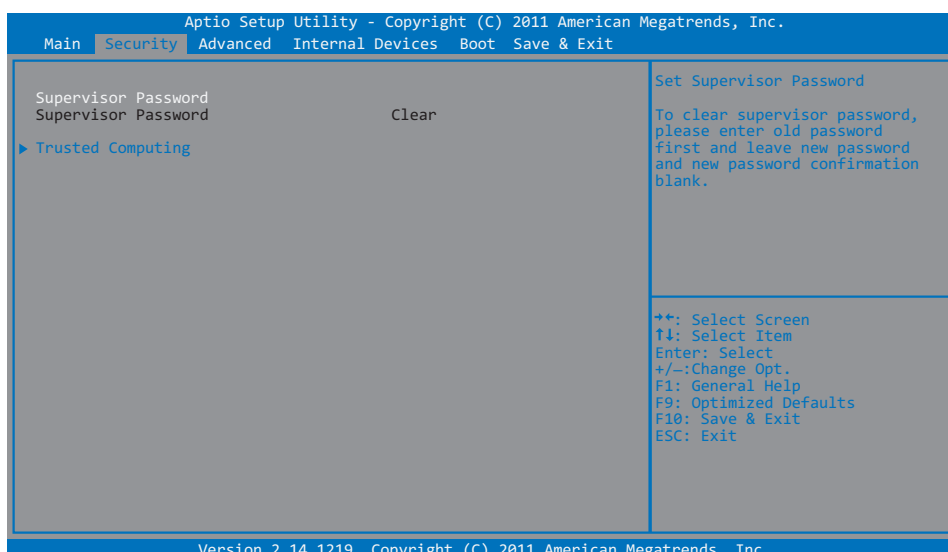 Aptio Setup Utility - Copyright (C) 2011 American Megatrends, Inc.
Main Security Advanced Internal Devices Boot Save & Exit
Supervisor Password
Supervisor Password Clear
▶ Trusted Computing
Set Supervisor Password
To clear supervisor password,
please enter old password
first and leave new password
and new password confirmation
blank.
→←: Select Screen
↑↓: Select Item
Enter: Select
+/—:Change Opt.
F1: General Help
F9: Optimized Defaults
F10: Save & Exit
ESC: Exit
Version 2.14.1219. Copyright (C) 2011 American Megatrends, Inc.